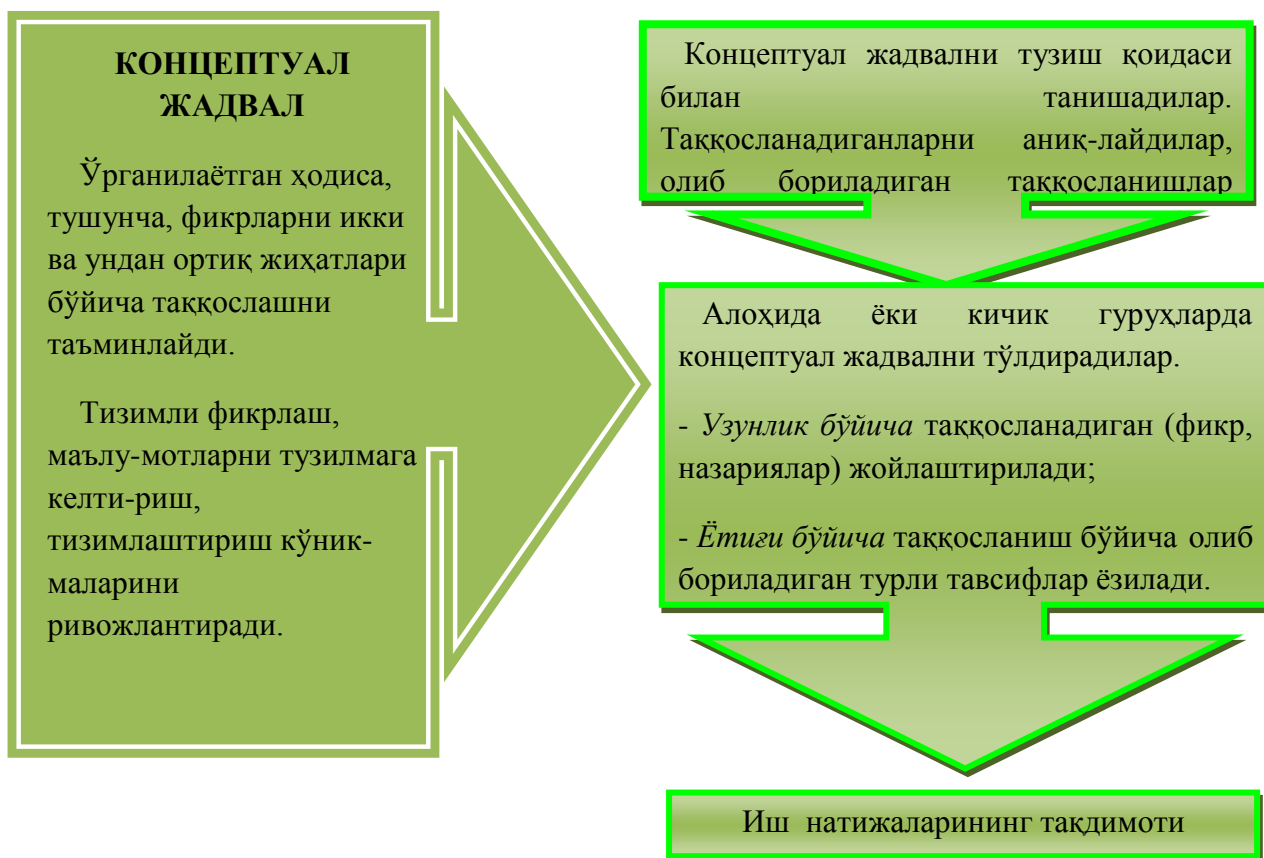 КОНЦЕПТУАЛ
ЖАДВАЛ
Ўрганилаётган ҳодиса,
тушунча, фикрларни икки
ва ундан ортиқ жиҳатлари
бўйича таққослашни
таъминлайди.
Тизимли фикрлаш,
маълу-мотларни тузилмага
келти-риш,
тизимлаштириш кўник-
маларини
ривожлантиради.
Концептуал жадвални тузиш қоидаси
билан танишадилар.
Таққосланадиганларни аниқ-лайдилар,
олиб бориладиган таққосланишлар
Алоҳида ёки кичик гуруҳларда
концептуал жадвални тўлдирадилар.
- Узунлик бўйича таққосланадиган (фикр,
назариялар) жойлаштирилади;
- Ётиғи бўйича таққосланиш бўйича олиб
бориладиган турли тавсифлар ёзилади.
Иш натижаларининг тақдимоти